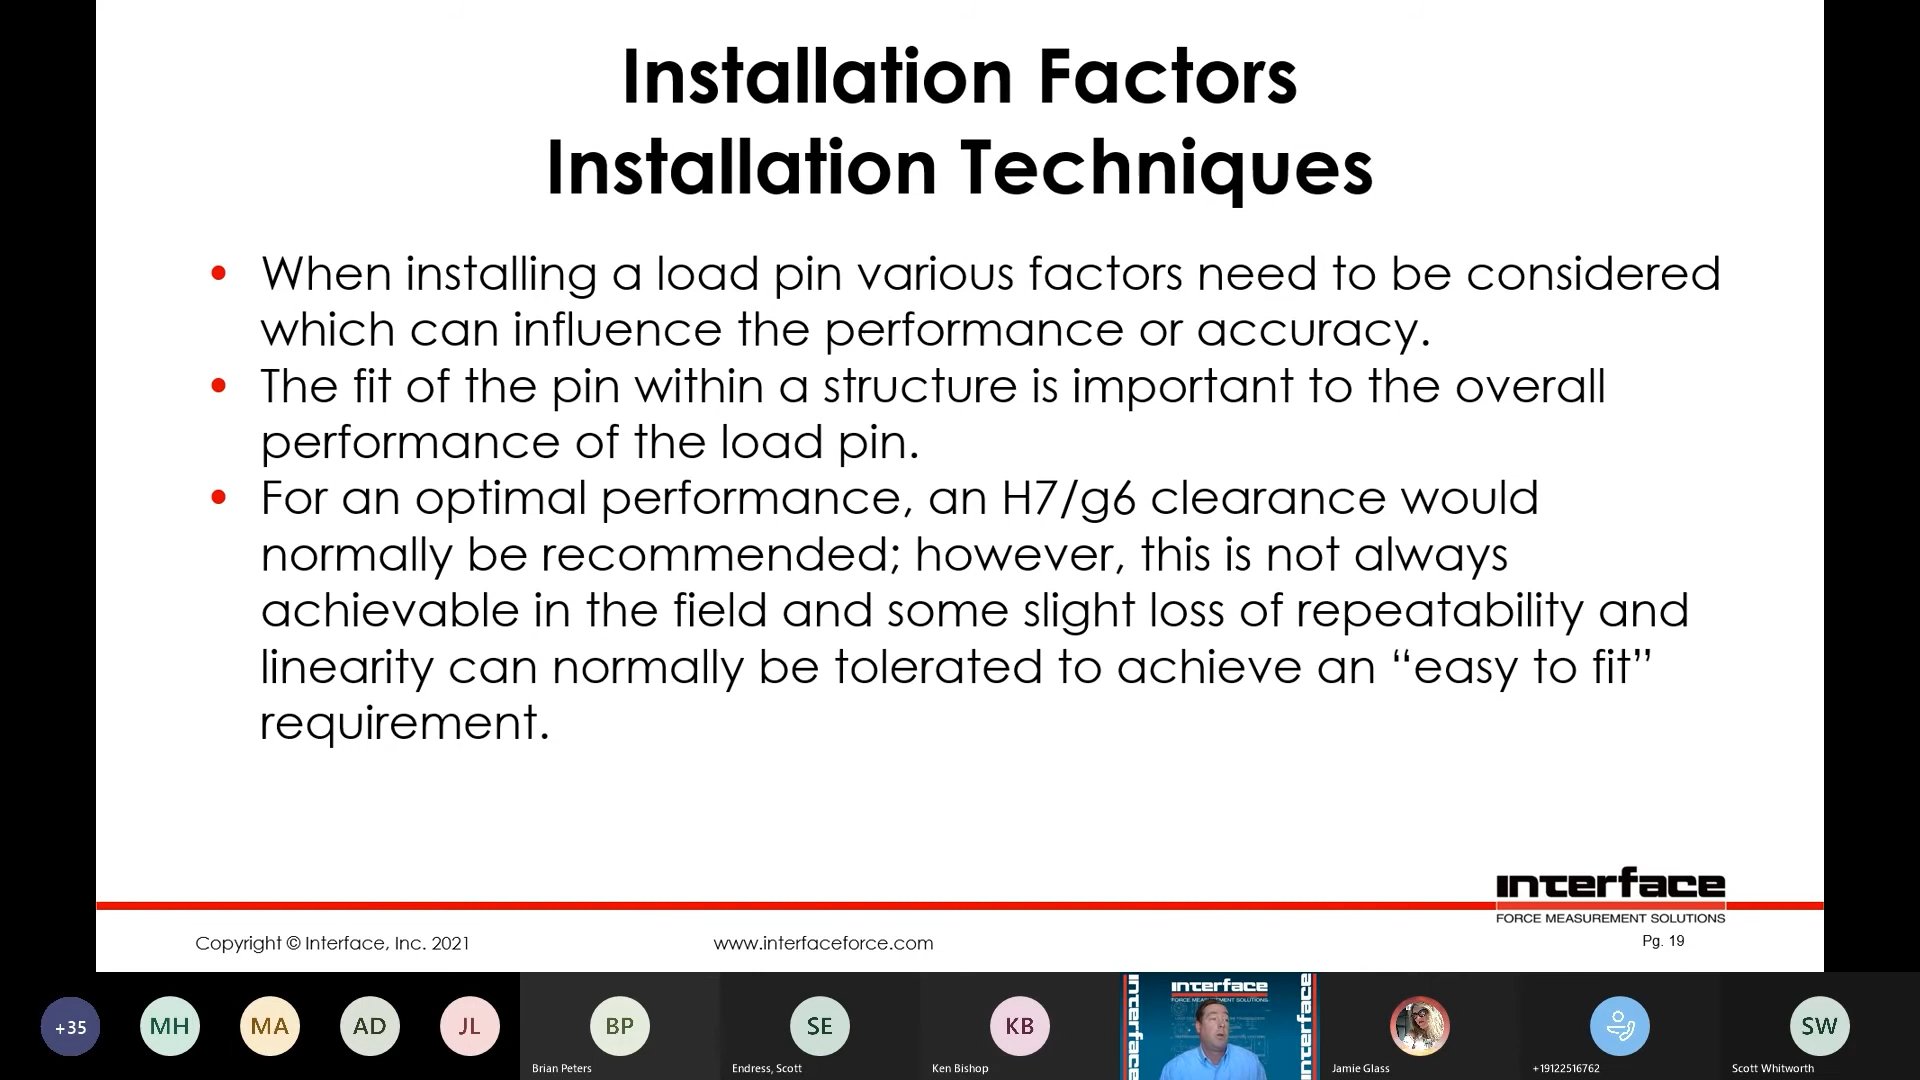 Installation Factors
Installation Techniques
• When installing a load pin various factors need to be considered
which can influence the performance or accuracy.
• The fit of the pin within a structure is important to the overall
performance of the load pin.
• For an optimal performance, an H7/g6 clearance would
normally be recommended; however, this is not always
achievable in the field and some slight loss of repeatability and
linearity can normally be tolerated to achieve an “easy to fit”
requirement.
interface
FORCE MEASUREMENT SOLUTIONS
Copyright © Interface, Inc. 2021
www.interfaceforce.com
Pg. 19
+35
MH
MA
AD
JL
BP
Brian Peters
SE
Endress, Scott
KB
Ken Bishop
interface
interface
FORCE MEASUREMENT SOLUTIONS
interface
Jamie Glass
+19122516762
SW
Scott Whitworth